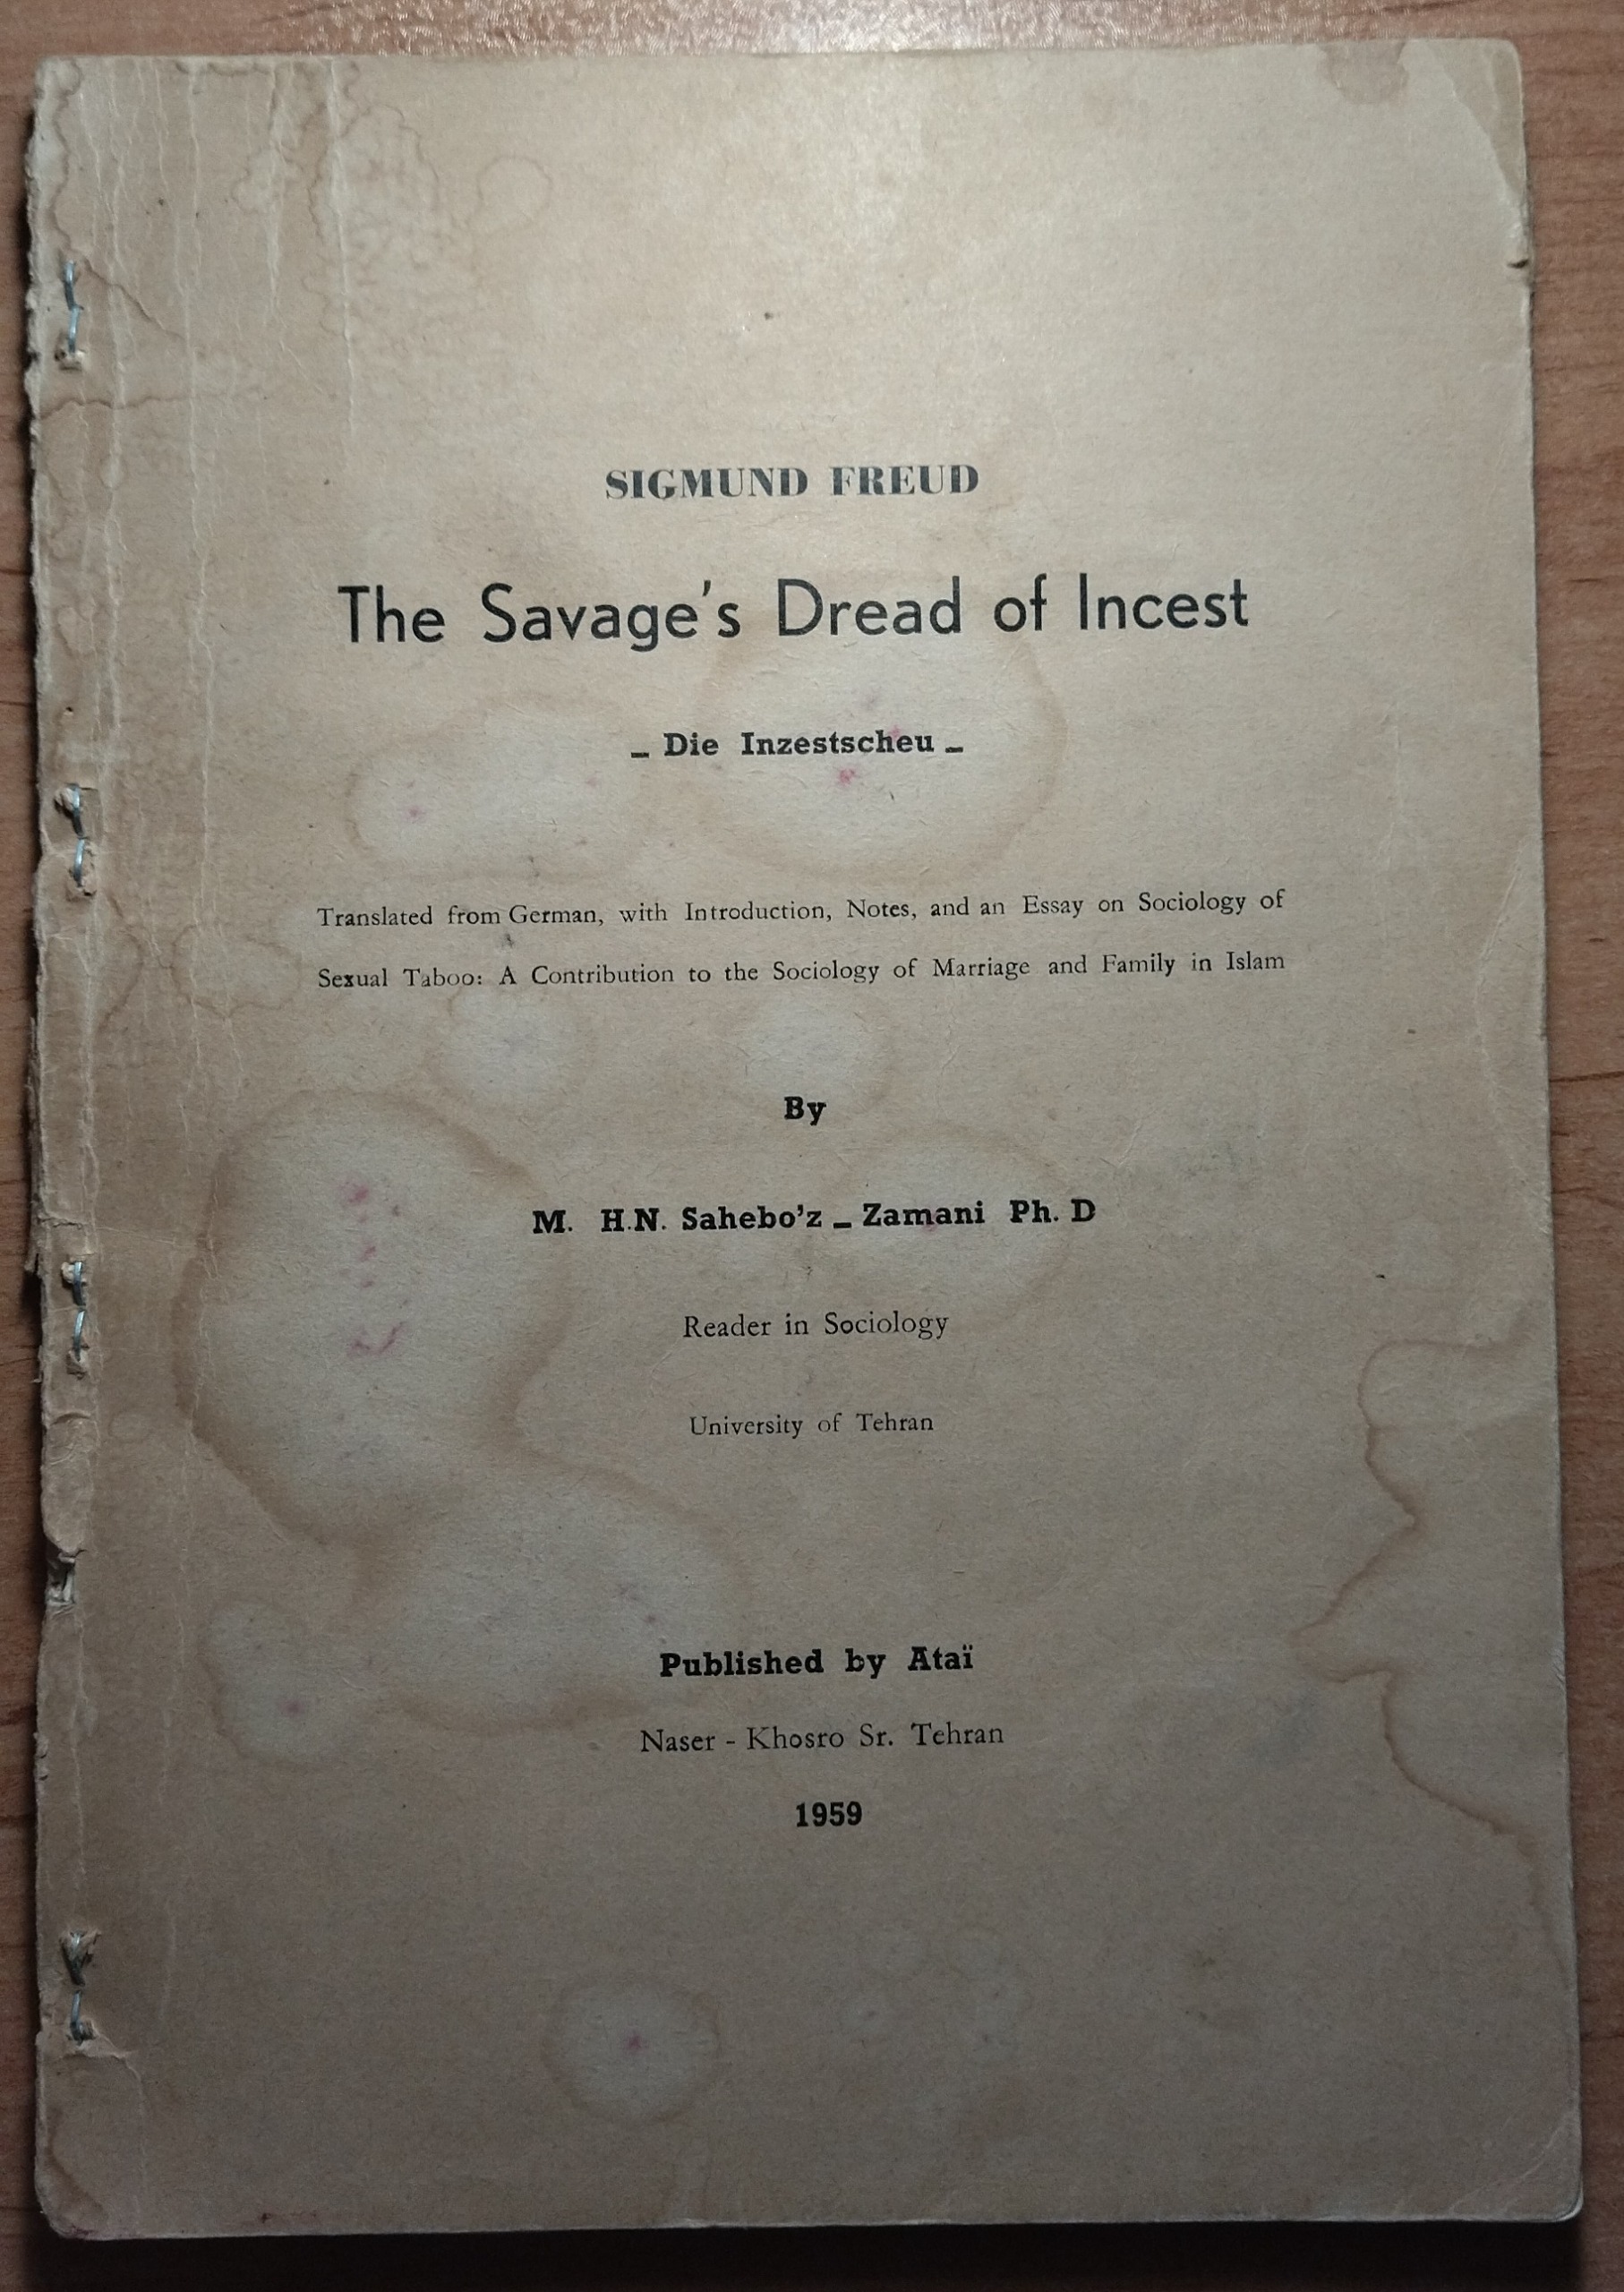 SIGMUND FREUD
The Savage's Dread of Incest
– Die Inzestscheu –
Translated from German, with Introduction, Notes, and an Essay on Sociology of
Sexual Taboo: A Contribution to the Sociology of Marriage and Family in Islam
By
M. H.N. Sahebo'z – Zamani Ph. D
Reader in Sociology
University of Tehran
Published by Ataï
Naser - Khosro Sr. Tehran
1959